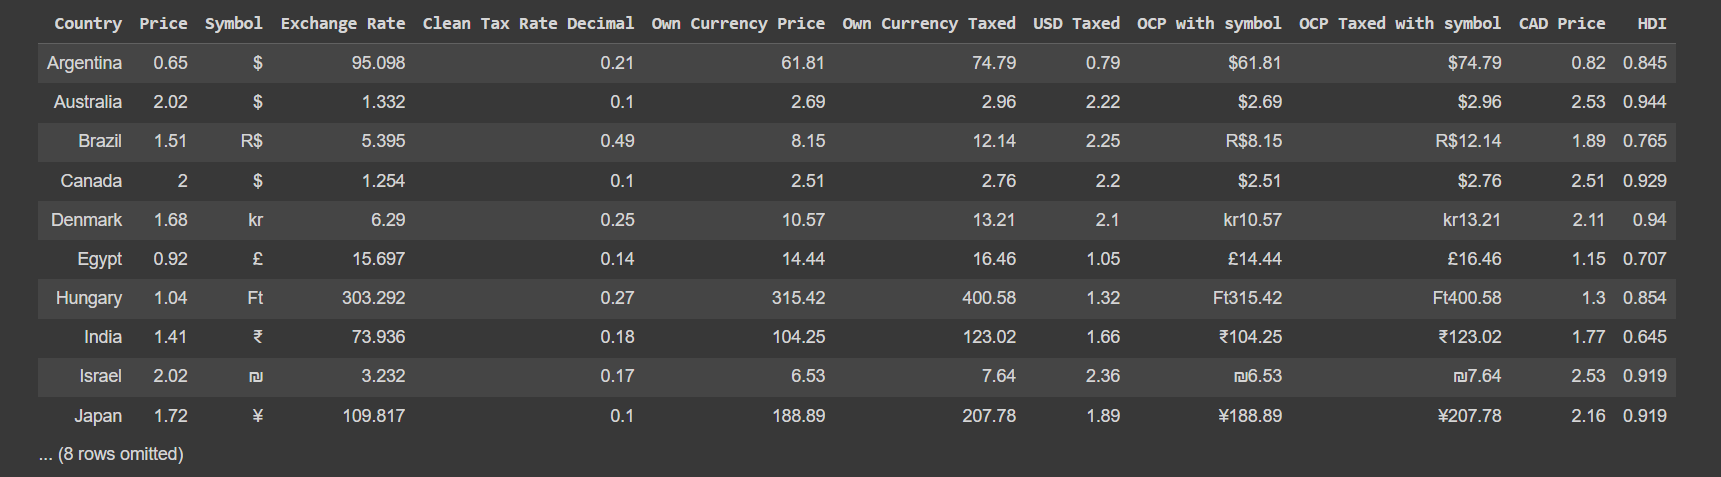 Country Price Symbol Exchange Rate Clean Tax Rate Decimal Own Currency Price Own Currency Taxed USD Taxed OCP with symbol OCP Taxed with symbol CAD Price HDI
Argentina 0.65 $ 95.098 0.21 61.81 74.79 0.79 $61.81 $74.79 0.82 0.845
Australia 2.02 $ 1.332 0.1 2.69 2.96 2.22 $2.69 $2.96 2.53 0.944
Brazil 1.51 R$ 5.395 0.49 8.15 12.14 2.25 R$8.15 R$12.14 1.89 0.765
Canada 2 $ 1.254 0.1 2.51 2.76 2.2 $2.51 $2.76 2.51 0.929
Denmark 1.68 kr 6.29 0.25 10.57 13.21 2.1 kr10.57 kr13.21 2.11 0.94
Egypt 0.92 £ 15.697 0.14 14.44 16.46 1.05 £14.44 £16.46 1.15 0.707
Hungary 1.04 Ft 303.292 0.27 315.42 400.58 1.32 Ft315.42 Ft400.58 1.3 0.854
India 1.41 ₹ 73.936 0.18 104.25 123.02 1.66 ₹104.25 ₹123.02 1.77 0.645
Israel 2.02 ₪ 3.232 0.17 6.53 7.64 2.36 ₪6.53 ₪7.64 2.53 0.919
Japan 1.72 ¥ 109.817 0.1 188.89 207.78 1.89 ¥188.89 ¥207.78 2.16 0.919
... (8 rows omitted)